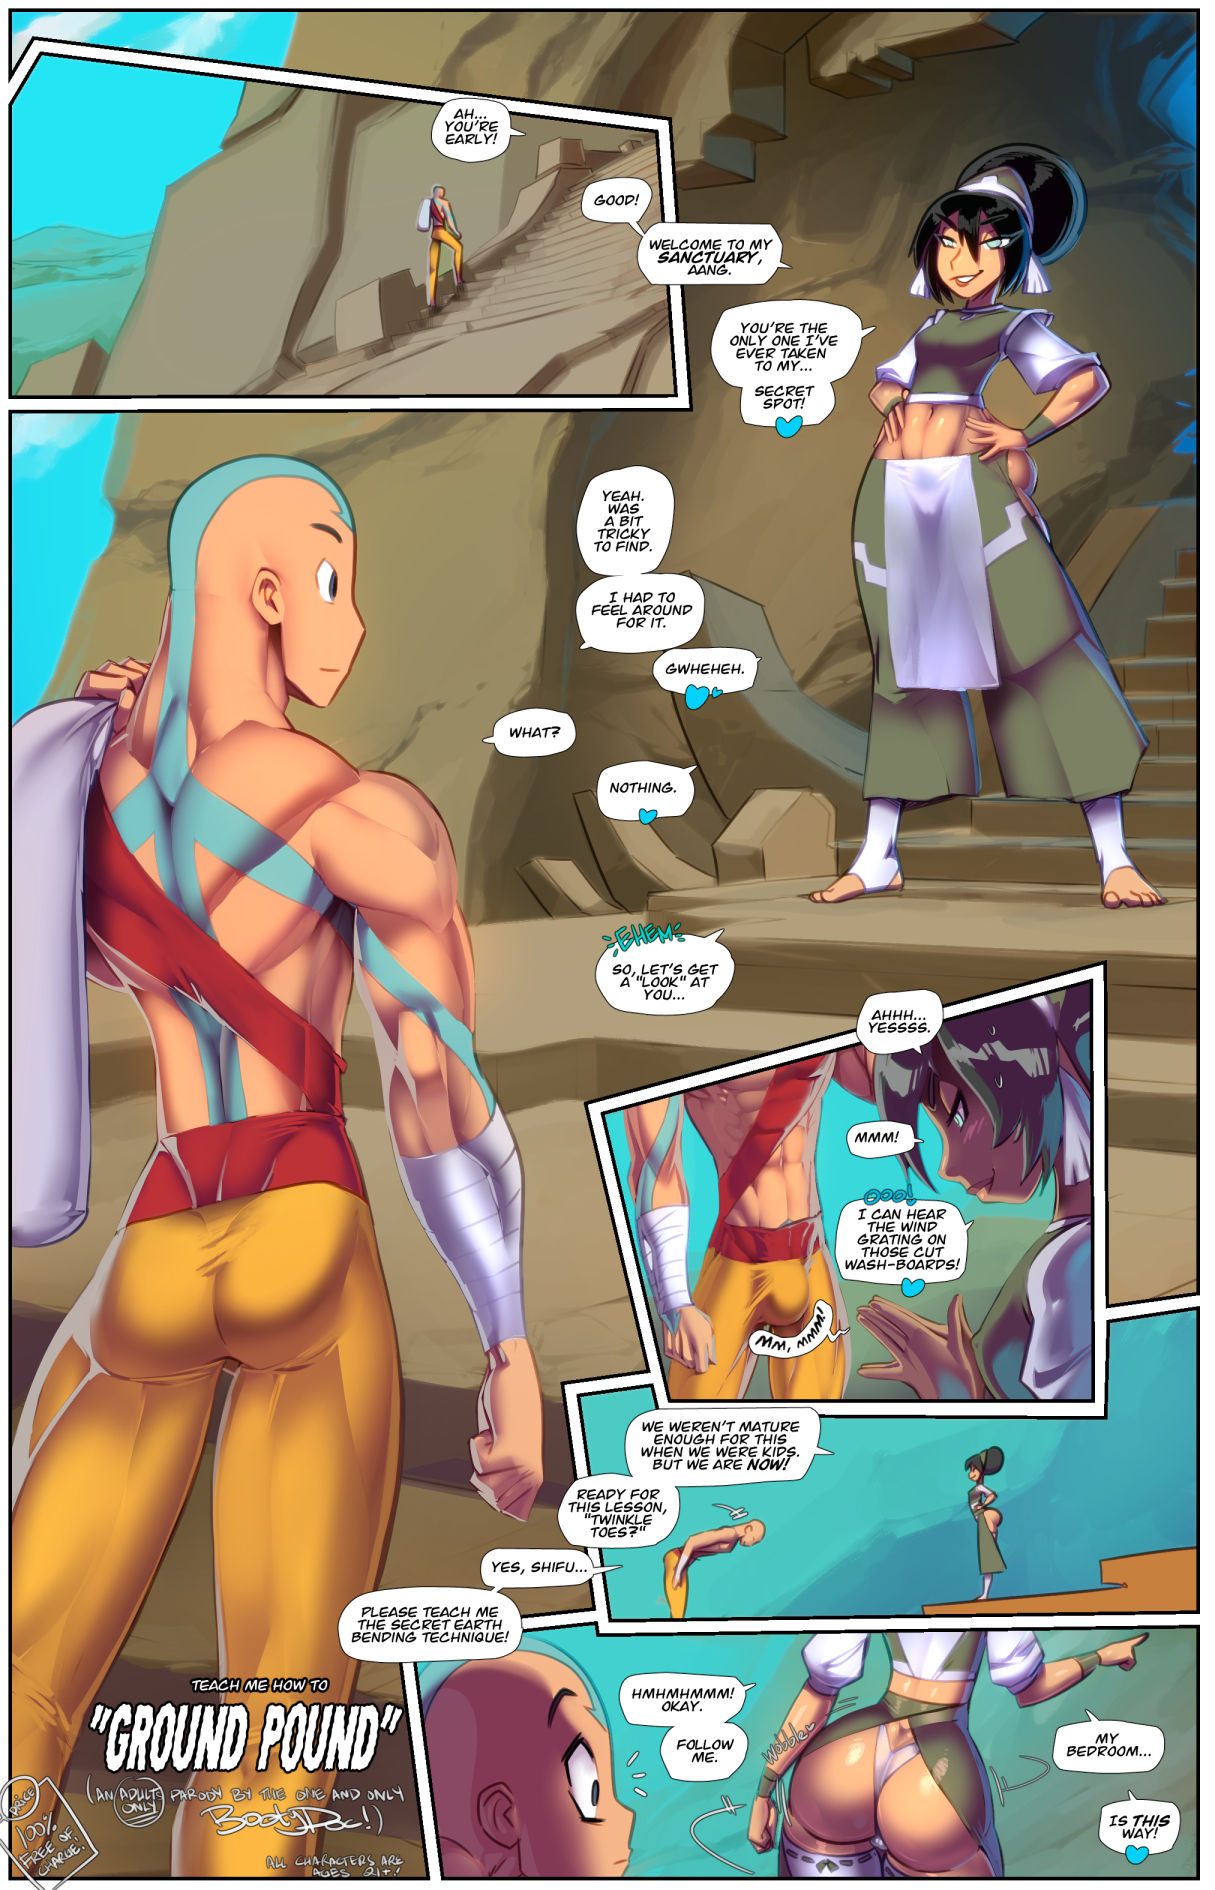 AH...
YOU'RE
EARLY!
GOOD!
WELCOME TO MY
SANCTUARY,
AANG.
YOU'RE THE
ONLY ONE I'VE
EVER TAKEN
TO MY...
SECRET
SPOT!
YEAH.
WAS
A BIT
TRICKY
TO FIND.
I HAD TO
FEEL AROUND
FOR IT.
GWHEHEH.
WHAT?
NOTHING.
EHEM
SO, LET'S GET
A "LOOK" AT
YOU...
AHHH...
YESSSS.
MMM!
OOO!
I CAN HEAR
THE WIND
GRATING ON
THOSE CUT
WASH-BOARDS!
MM, MMM!
WE WEREN'T MATURE
ENOUGH FOR THIS
WHEN WE WERE KIDS.
BUT WE ARE NOW!
READY FOR
THIS LESSON,
"TWINKLE
TOES?"
YES, SHIFU...
PLEASE TEACH ME
THE SECRET EARTH
BENDING TECHNIQUE!
HMHMHMMM!
OKAY.
FOLLOW
ME.
Wobble
MY
BEDROOM...
IS THIS
WAY!
TEACH ME HOW TO
"GROUND POUND"
(AN ADULTS ONLY PARODY BY THE ONE AND ONLY
BootyDoc!)
PRICE
100%
FREE OF
CHARGE!
ALL CHARACTERS ARE
AGES 21+!